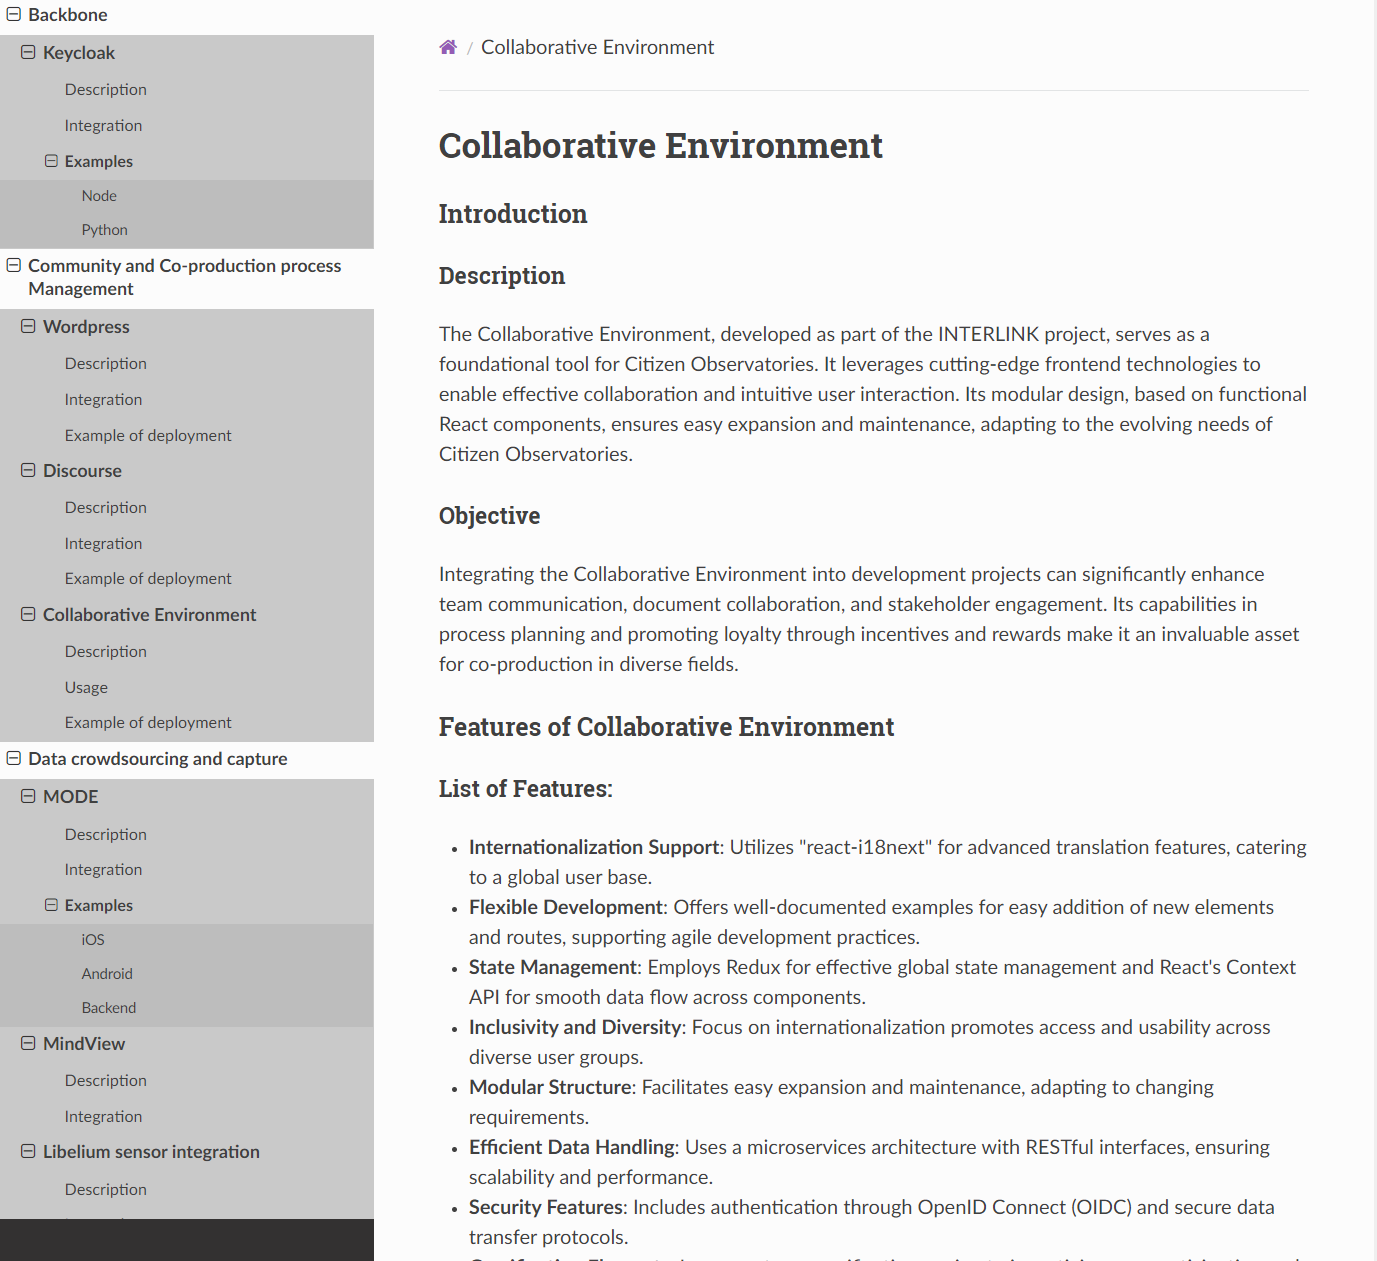 Backbone
Keycloak
Description
Integration
Examples
Node
Python
Community and Co-production process
Management
Wordpress
Description
Integration
Example of deployment
Discourse
Description
Integration
Example of deployment
Collaborative Environment
Description
Usage
Example of deployment
Data crowdsourcing and capture
MODE
Description
Integration
Examples
iOS
Android
Backend
MindView
Description
Integration
Libelium sensor integration
Description
/ Collaborative Environment
Collaborative Environment
Introduction
Description
The Collaborative Environment, developed as part of the INTERLINK project, serves as a
foundational tool for Citizen Observatories. It leverages cutting-edge frontend technologies to
enable effective collaboration and intuitive user interaction. Its modular design, based on functional
React components, ensures easy expansion and maintenance, adapting to the evolving needs of
Citizen Observatories.
Objective
Integrating the Collaborative Environment into development projects can significantly enhance
team communication, document collaboration, and stakeholder engagement. Its capabilities in
process planning and promoting loyalty through incentives and rewards make it an invaluable asset
for co-production in diverse fields.
Features of Collaborative Environment
List of Features:
• Internationalization Support: Utilizes "react-i18next" for advanced translation features, catering
to a global user base.
• Flexible Development: Offers well-documented examples for easy addition of new elements
and routes, supporting agile development practices.
• State Management: Employs Redux for effective global state management and React's Context
API for smooth data flow across components.
• Inclusivity and Diversity: Focus on internationalization promotes access and usability across
diverse user groups.
• Modular Structure: Facilitates easy expansion and maintenance, adapting to changing
requirements.
• Efficient Data Handling: Uses a microservices architecture with RESTful interfaces, ensuring
scalability and performance.
• Security Features: Includes authentication through OpenID Connect (OIDC) and secure data
transfer protocols.